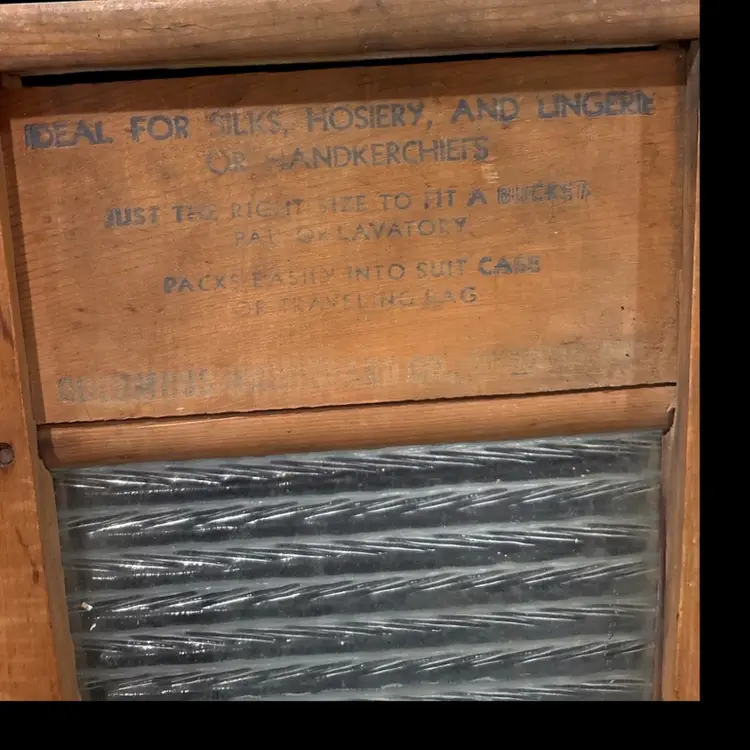 IDEAL FOR SILKS, HOSIERY, AND LINGERIE
OR HANDKERCHIEFS
JUST THE RIGHT SIZE TO FIT A BUCKET
PAIL OR LAVATORY
PACKS EASILY INTO SUIT CASE
OR TRAVELING BAG
CO.